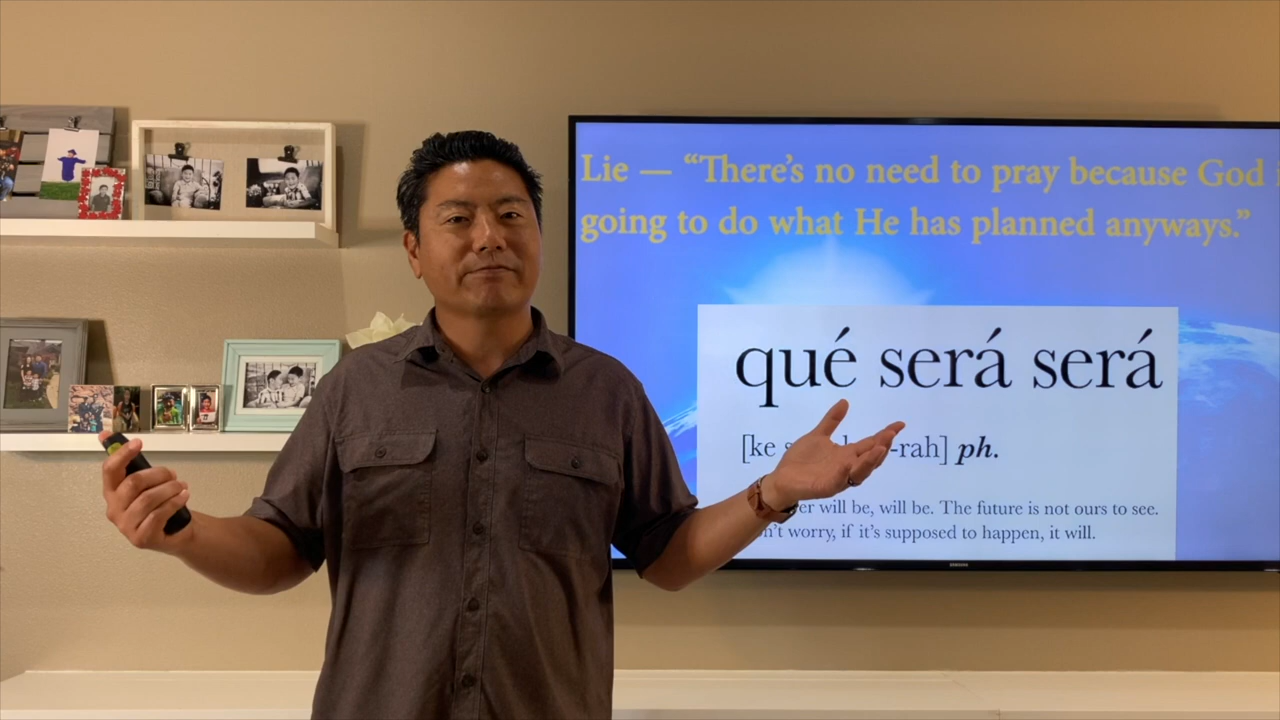 Lie — “There’s no need to pray because God
going to do what He has planned anyways.”
qué será será
[ke -rah] ph.
will be, will be. The future is not ours to see.
worry, if it’s supposed to happen, it will.
SAMSUNG